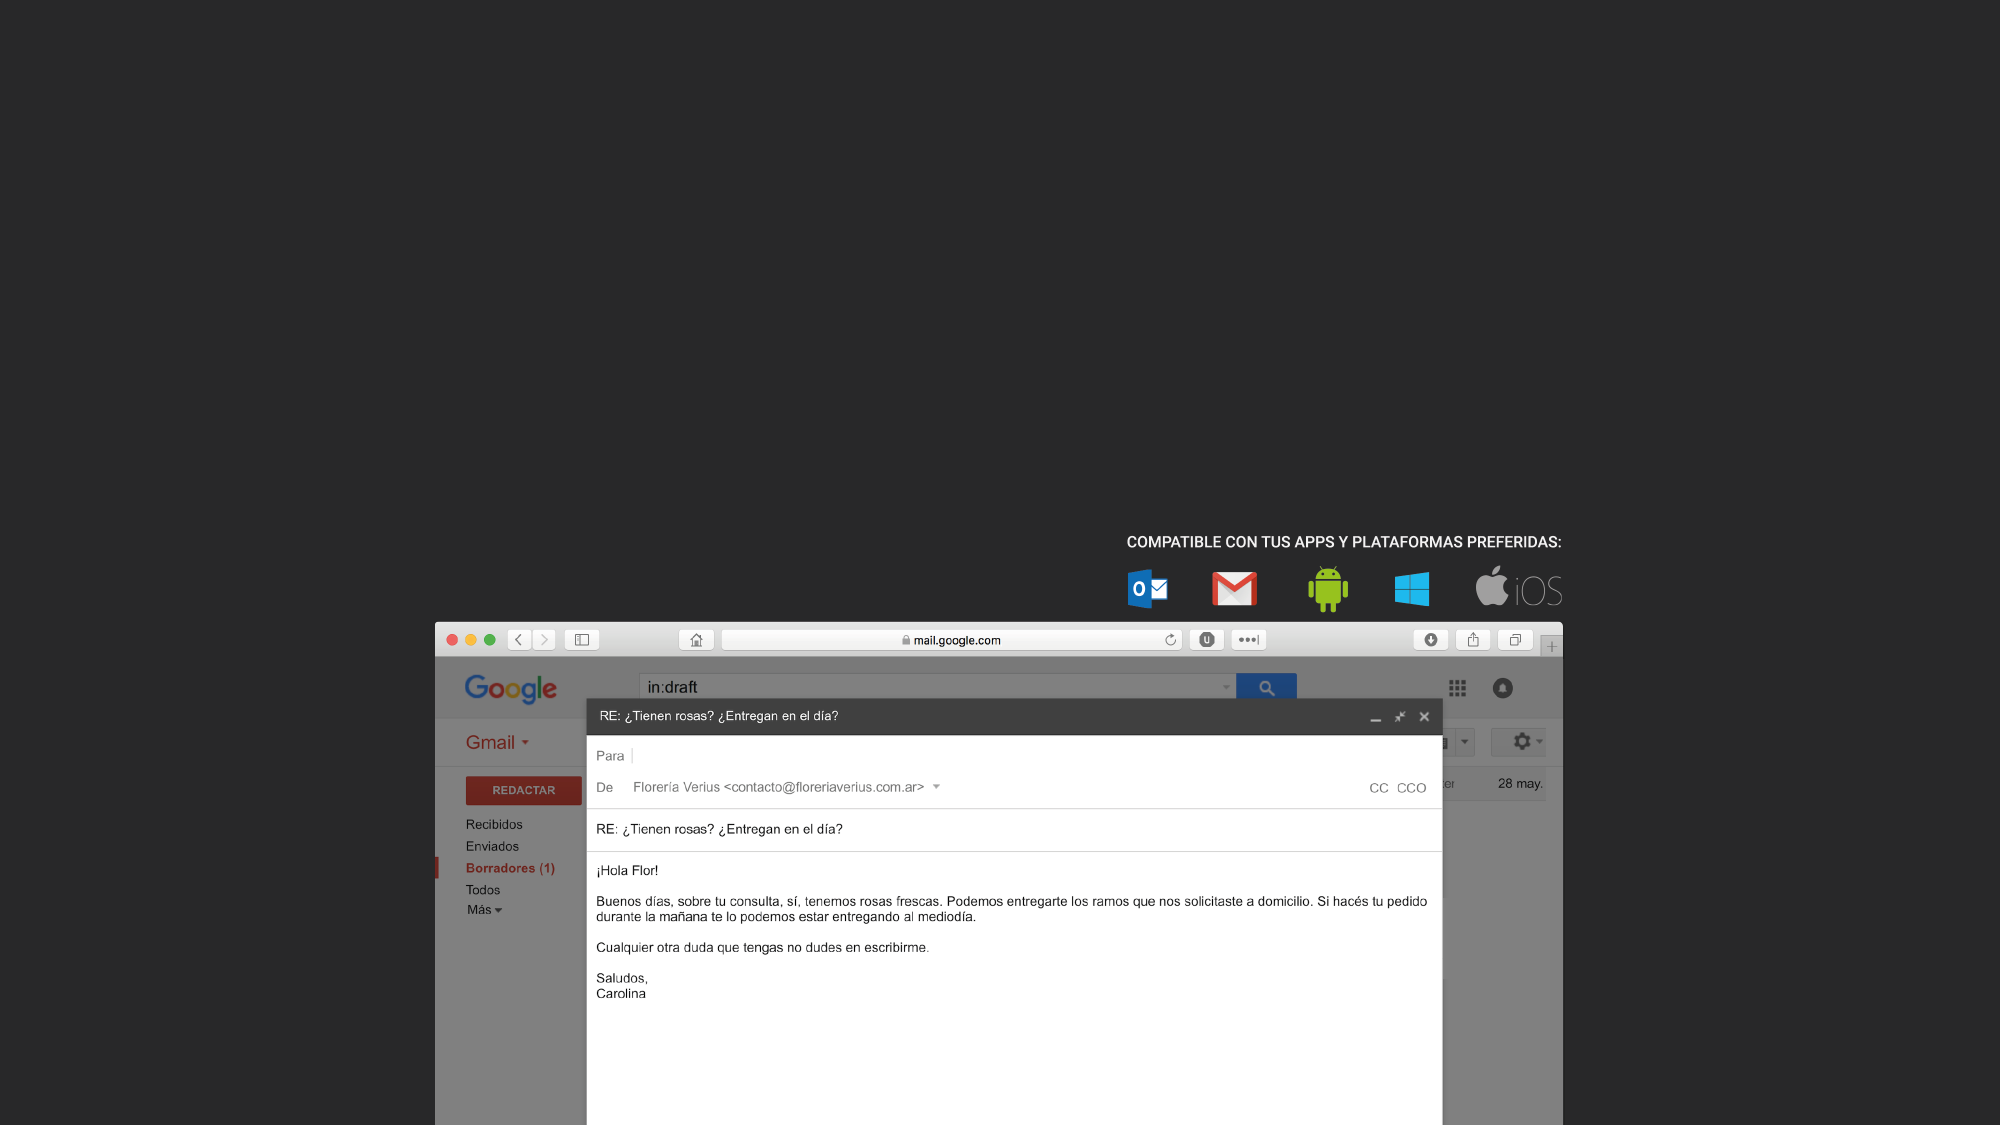 COMPATIBLE CON TUS APPS Y PLATAFORMAS PREFERIDAS:
iOS
mail.google.com
Google
in:draft
RE: ¿Tienen rosas? ¿Entregan en el día?
Gmail
Para
De Florería Verius <contacto@floreriaverius.com.ar>
CC CCO
28 may.
REDACTAR
RE: ¿Tienen rosas? ¿Entregan en el día?
Recibidos
Enviados
Borradores (1)
Todos
Más
¡Hola Flor!
Buenos días, sobre tu consulta, sí, tenemos rosas frescas. Podemos entregarte los ramos que nos solicitaste a domicilio. Si hacés tu pedido
durante la mañana te lo podemos estar entregando al mediodía.
Cualquier otra duda que tengas no dudes en escribirme.
Saludos,
Carolina